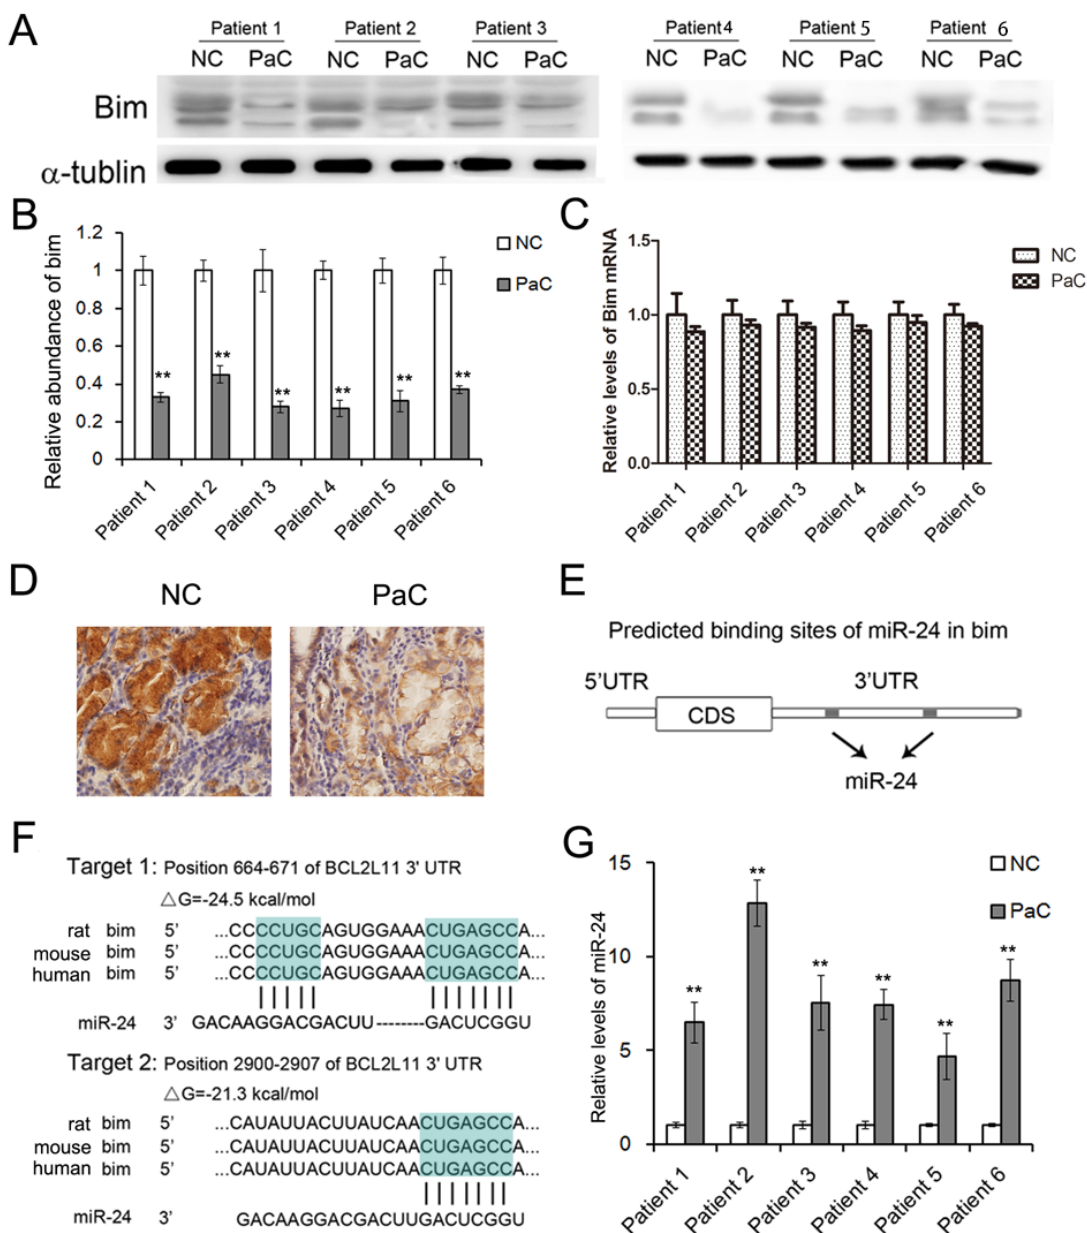 A
Patient 1 Patient 2 Patient 3 Patient4 Patient 5 Patient 6
NC PaC NC PaC NC PaC NC PaC NC PaC NC PaC
Bim
α-tublin
B
Relative abundance of bim
1.2
1
0.8
0.6
0.4
0.2
0
** ** ** ** ** **
NC
PaC
Patient 1 Patient 2 Patient 3 Patient 4 Patient 5 Patient 6
C
Relative levels of Bim mRNA
1.5
1.0
0.5
0.0
NC
PaC
Patient 1 Patient 2 Patient 3 Patient 4 Patient 5 Patient 6
D
NC PaC
E
Predicted binding sites of miR-24 in bim
5'UTR 3'UTR
CDS
miR-24
F
Target 1: Position 664-671 of BCL2L11 3' UTR
△G=-24.5 kcal/mol
rat bim 5' ...CCCCUGCAGUGGAAACUGAGCCA...
mouse bim 5' ...CCCCUGCAGUGGAAACUGAGCCA...
human bim 5' ...CCCCUGCAGUGGAAACUGAGCCA...
miR-24 3' GACAAGGACGACUU--------GACUCGGU
Target 2: Position 2900-2907 of BCL2L11 3' UTR
△G=-21.3 kcal/mol
rat bim 5' ...CAUAUUACUUAUCAACUGAGCCA...
mouse bim 5' ...CAUAUUACUUAUCAACUGAGCCA...
human bim 5' ...CAUAUUACUUAUCAACUGAGCCA...
miR-24 3' GACAAGGACGACUUGACUCGGU
G
Relative levels of miR-24
15
10
5
0
** ** ** ** ** **
NC
PaC
Patient 1 Patient 2 Patient 3 Patient 4 Patient 5 Patient 6